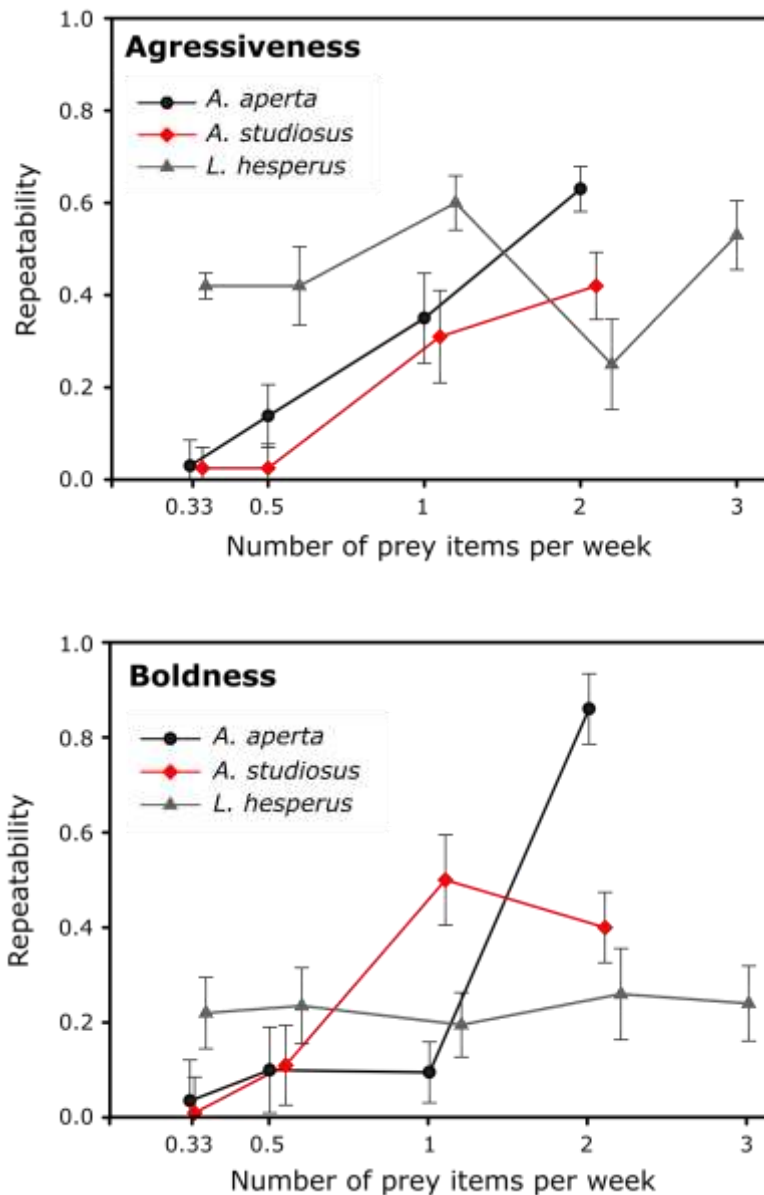 1.0
Agressiveness
A. aperta
A. studiosus
L. hesperus
0.8
0.6
0.4
0.2
0.0
Repeatability
0.33 0.5 1 2 3
Number of prey items per week
1.0
Boldness
A. aperta
A. studiosus
L. hesperus
0.8
0.6
0.4
0.2
0.0
Repeatability
0.33 0.5 1 2 3
Number of prey items per week